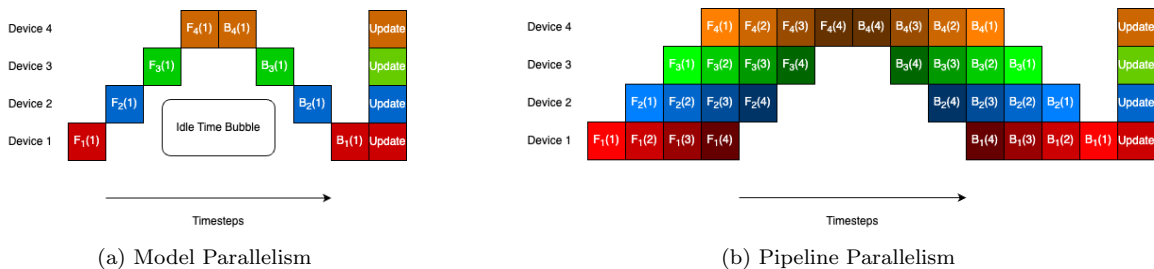 Device 4 F₄(1) B₄(1) Update
Device 3 F₃(1) B₃(1) Update
Device 2 F₂(1) B₂(1) Update
Idle Time Bubble
Device 1 F₁(1) B₁(1) Update
Timesteps
(a) Model Parallelism
Device 4 F₄(1) F₄(2) F₄(3) F₄(4) B₄(4) B₄(3) B₄(2) B₄(1) Update
Device 3 F₃(1) F₃(2) F₃(3) F₃(4) B₃(4) B₃(3) B₃(2) B₃(1) Update
Device 2 F₂(1) F₂(2) F₂(3) F₂(4) B₂(4) B₂(3) B₂(2) B₂(1) Update
Device 1 F₁(1) F₁(2) F₁(3) F₁(4) B₁(4) B₁(3) B₁(2) B₁(1) Update
Timesteps
(b) Pipeline Parallelism